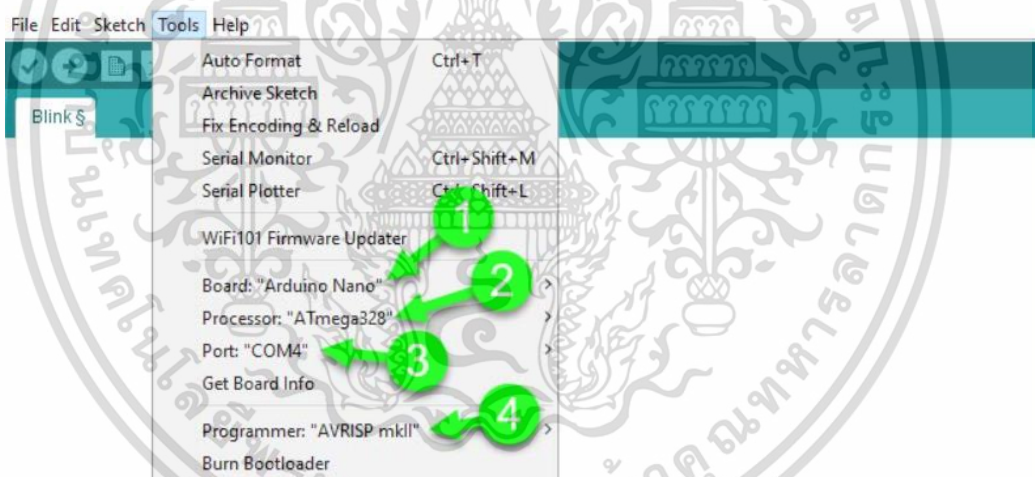 File Edit Sketch Tools Help
Auto Format Ctrl+T
Archive Sketch
Blink §
Fix Encoding & Reload
Serial Monitor Ctrl+Shift+M
Serial Plotter Ctrl+Shift+L
1
WiFi101 Firmware Updater
2
Board: "Arduino Nano"
Processor: "ATmega328"
3
Port: "COM4"
Get Board Info
4
Programmer: "AVRISP mkII"
Burn Bootloader